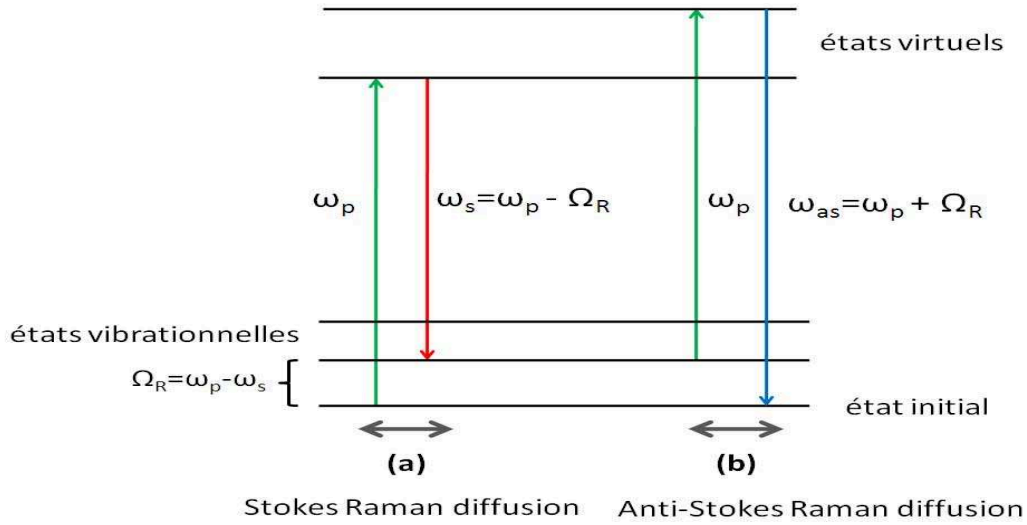 états virtuels
ωp
ωs=ωp - ΩR
ωp
ωas=ωp + ΩR
états vibrationnelles
ΩR=ωp-ωs
état initial
(a)
(b)
Stokes Raman diffusion
Anti-Stokes Raman diffusion